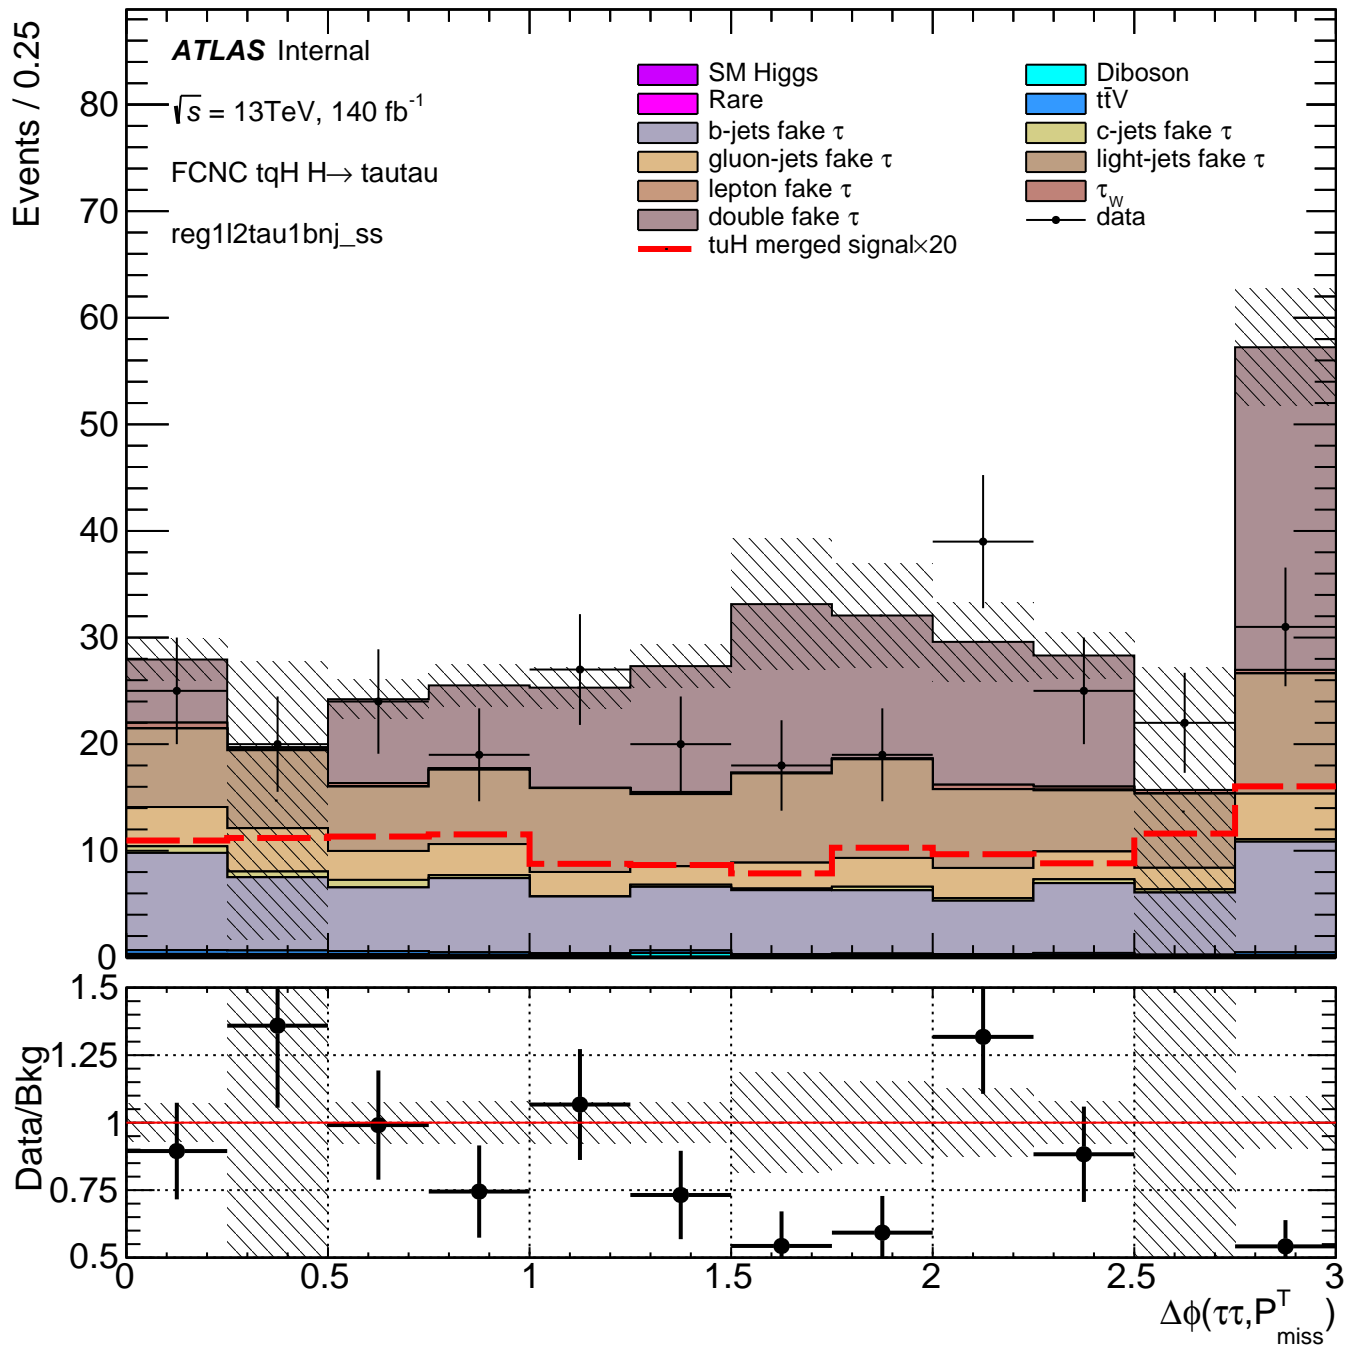 Events / 0.25
ATLAS Internal
√s = 13TeV, 140 fb⁻¹
FCNC tqH H→ tautau
reg1l2tau1bnj_ss
SM Higgs
Rare
b-jets fake τ
gluon-jets fake τ
lepton fake τ
double fake τ
tuH merged signal×20
Diboson
tt̄V
c-jets fake τ
light-jets fake τ
τ_W
data
80
70
60
50
40
30
20
10
0
Data/Bkg
1.5
1.25
1
0.75
0.5
0 0.5 1 1.5 2 2.5 3
Δϕ(ττ,P^T_miss)